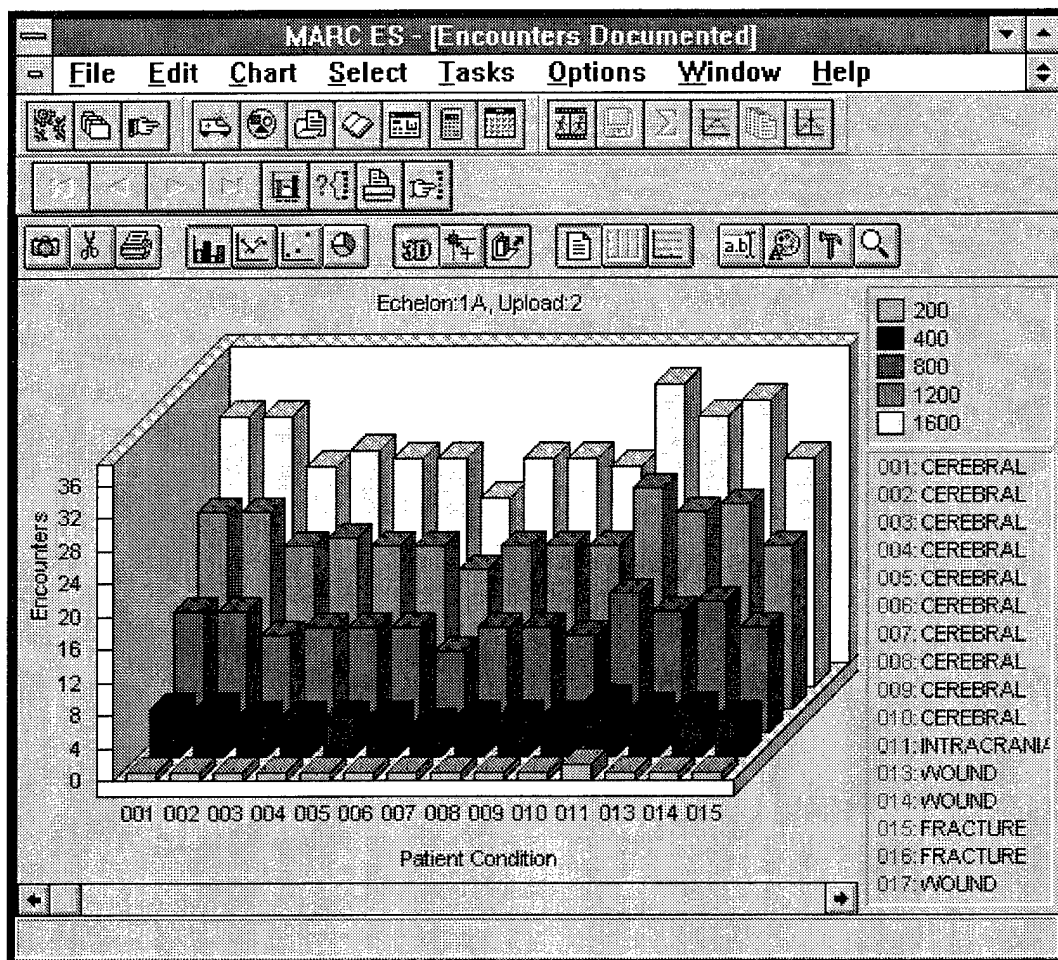 MARC ES - [Encounters Documented]
File Edit Chart Select Tasks Options Window Help
3D
a.b
Echelon:1A, Upload:2
200
400
800
1200
1600
Encounters
36
32
28
24
20
16
12
8
4
0
001 002 003 004 005 006 007 008 009 010 011 013 014 015
Patient Condition
001: CEREBRAL
002: CEREBRAL
003: CEREBRAL
004: CEREBRAL
005: CEREBRAL
006: CEREBRAL
007: CEREBRAL
008: CEREBRAL
009: CEREBRAL
010: CEREBRAL
011: INTRACRANIA
013: WOUND
014: WOUND
015: FRACTURE
016: FRACTURE
017: WOUND